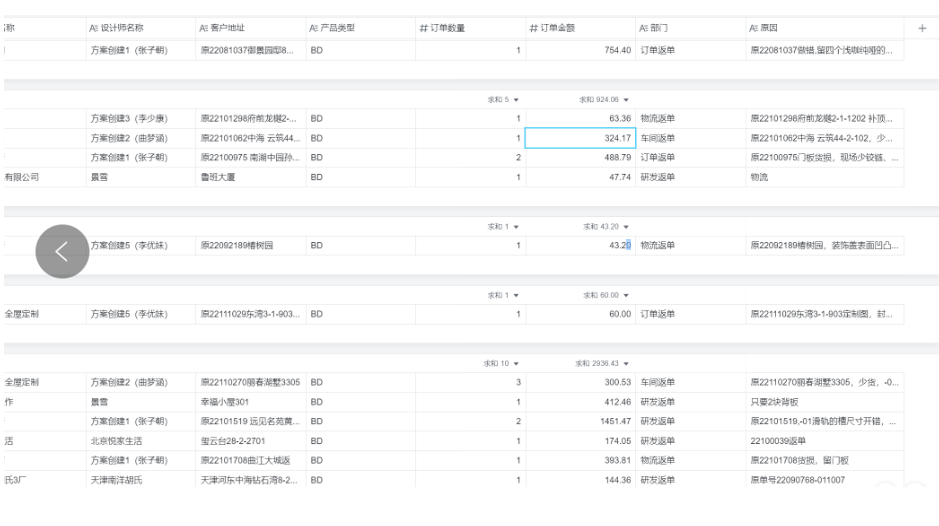 称 设计师名称 客户地址 产品类型 # 订单数量 # 订单金额 部门 原因 +
方案创建1（张子朝） 原22081037御景园邸8... BD 1 754.40 订单返单 原22081037做错,留四个浅咖纯哑的...
求和 5 求和 924.06
方案创建3（李少康） 原22101298府前龙樾2-... BD 1 63.36 物流返单 原22101298府前龙樾2-1-1202 补顶...
方案创建2（曲梦涵） 原22101062中海 云筑44... BD 1 324.17 车间返单 原22101062中海 云筑44-2-102，少...
方案创建1（张子朝） 原22100975 南湖中园孙... BD 2 488.79 订单返单 原22100975门板货损，现场少铰链、...
有限公司 景雪 鲁班大厦 BD 1 47.74 研发返单 物流
求和 1 求和 43.20
方案创建5（李优妹） 原22092189槽树园 BD 1 43.20 物流返单 原22092189槽树园，装饰盖表面凹凸...
求和 1 求和 60.00
全屋定制 方案创建5（李优妹） 原22111029东湾3-1-903... BD 1 60.00 订单返单 原22111029东湾3-1-903定制图，封...
求和 10 求和 2936.43
全屋定制 方案创建2（曲梦涵） 原22110270丽春湖墅3305 BD 3 300.53 车间返单 原22110270丽春湖墅3305，少货，-0...
作 景雪 幸福小屋301 BD 1 412.46 研发返单 只要2块背板
方案创建1（张子朝） 原22101519 远见名苑黄... BD 2 1451.47 研发返单 原22101519,-01滑轨的槽尺寸开错，...
活 北京悦家生活 玺云台28-2-2701 BD 1 174.05 研发返单 22100039返单
方案创建1（张子朝） 原22101708曲江大城返 BD 1 393.81 物流返单 原22101708货损，留门板
氏3厂 天津南洋胡氏 天津河东中海钻石湾8-2... BD 1 144.36 研发返单 原单号22090768-011007